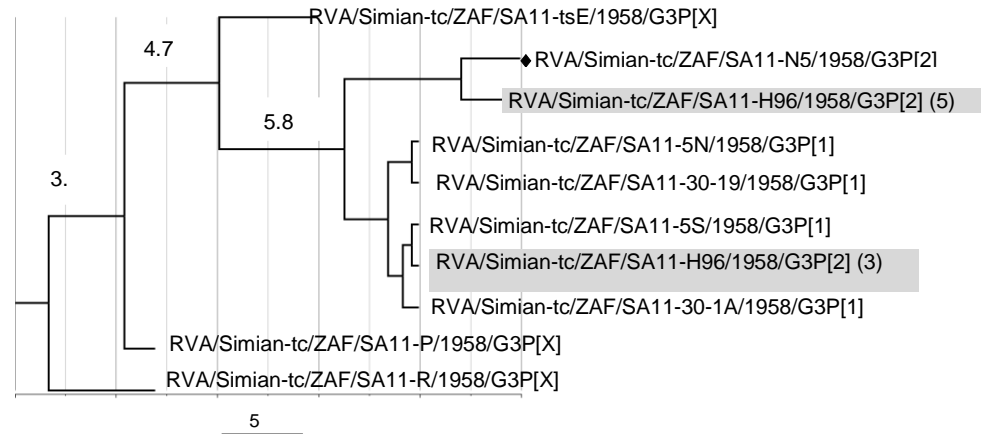 RVA/Simian-tc/ZAF/SA11-tsE/1958/G3P[X]
4.7
RVA/Simian-tc/ZAF/SA11-N5/1958/G3P[2]
RVA/Simian-tc/ZAF/SA11-H96/1958/G3P[2] (5)
5.8
RVA/Simian-tc/ZAF/SA11-5N/1958/G3P[1]
3.
RVA/Simian-tc/ZAF/SA11-30-19/1958/G3P[1]
RVA/Simian-tc/ZAF/SA11-5S/1958/G3P[1]
RVA/Simian-tc/ZAF/SA11-H96/1958/G3P[2] (3)
RVA/Simian-tc/ZAF/SA11-30-1A/1958/G3P[1]
RVA/Simian-tc/ZAF/SA11-P/1958/G3P[X]
RVA/Simian-tc/ZAF/SA11-R/1958/G3P[X]
5